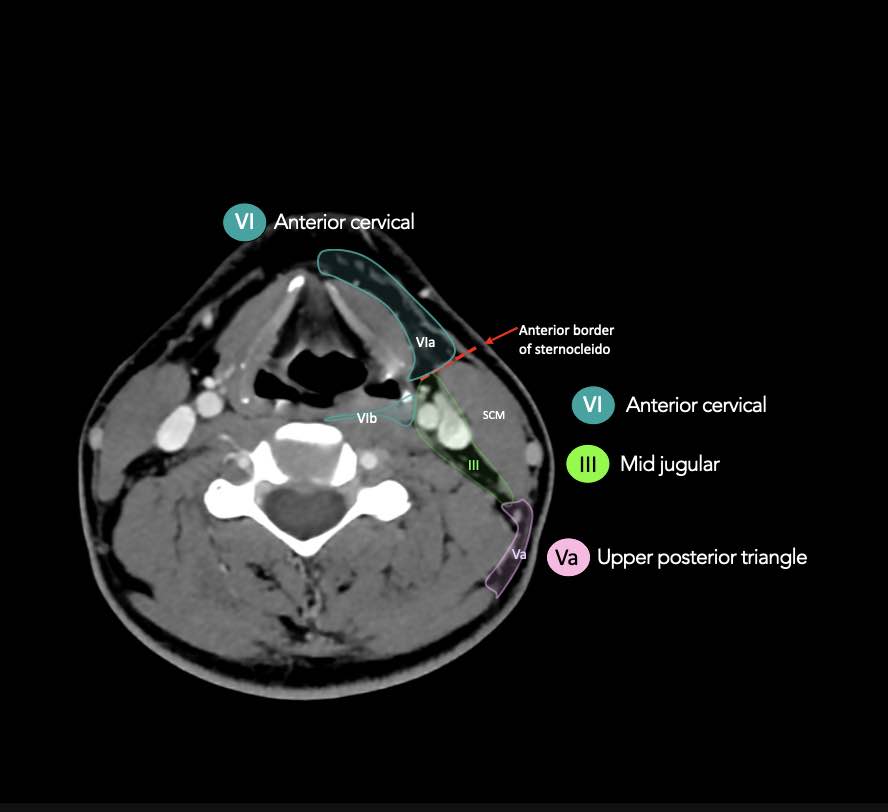 VI Anterior cervical
VIa
Anterior border
of sternocleido
VI Anterior cervical
SCM
VIb
III
III Mid jugular
Va
Va Upper posterior triangle